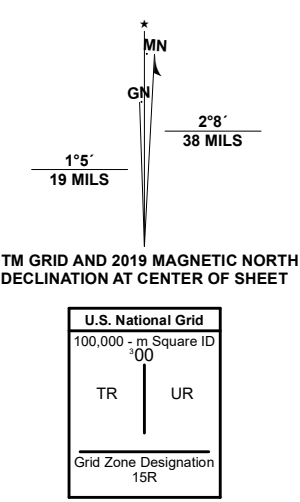 ★
MN
GN
2°8´
38 MILS
1°5´
19 MILS
TM GRID AND 2019 MAGNETIC NORTH
DECLINATION AT CENTER OF SHEET
U.S. National Grid
100,000 - m Square ID
³00
TR UR
Grid Zone Designation
15R